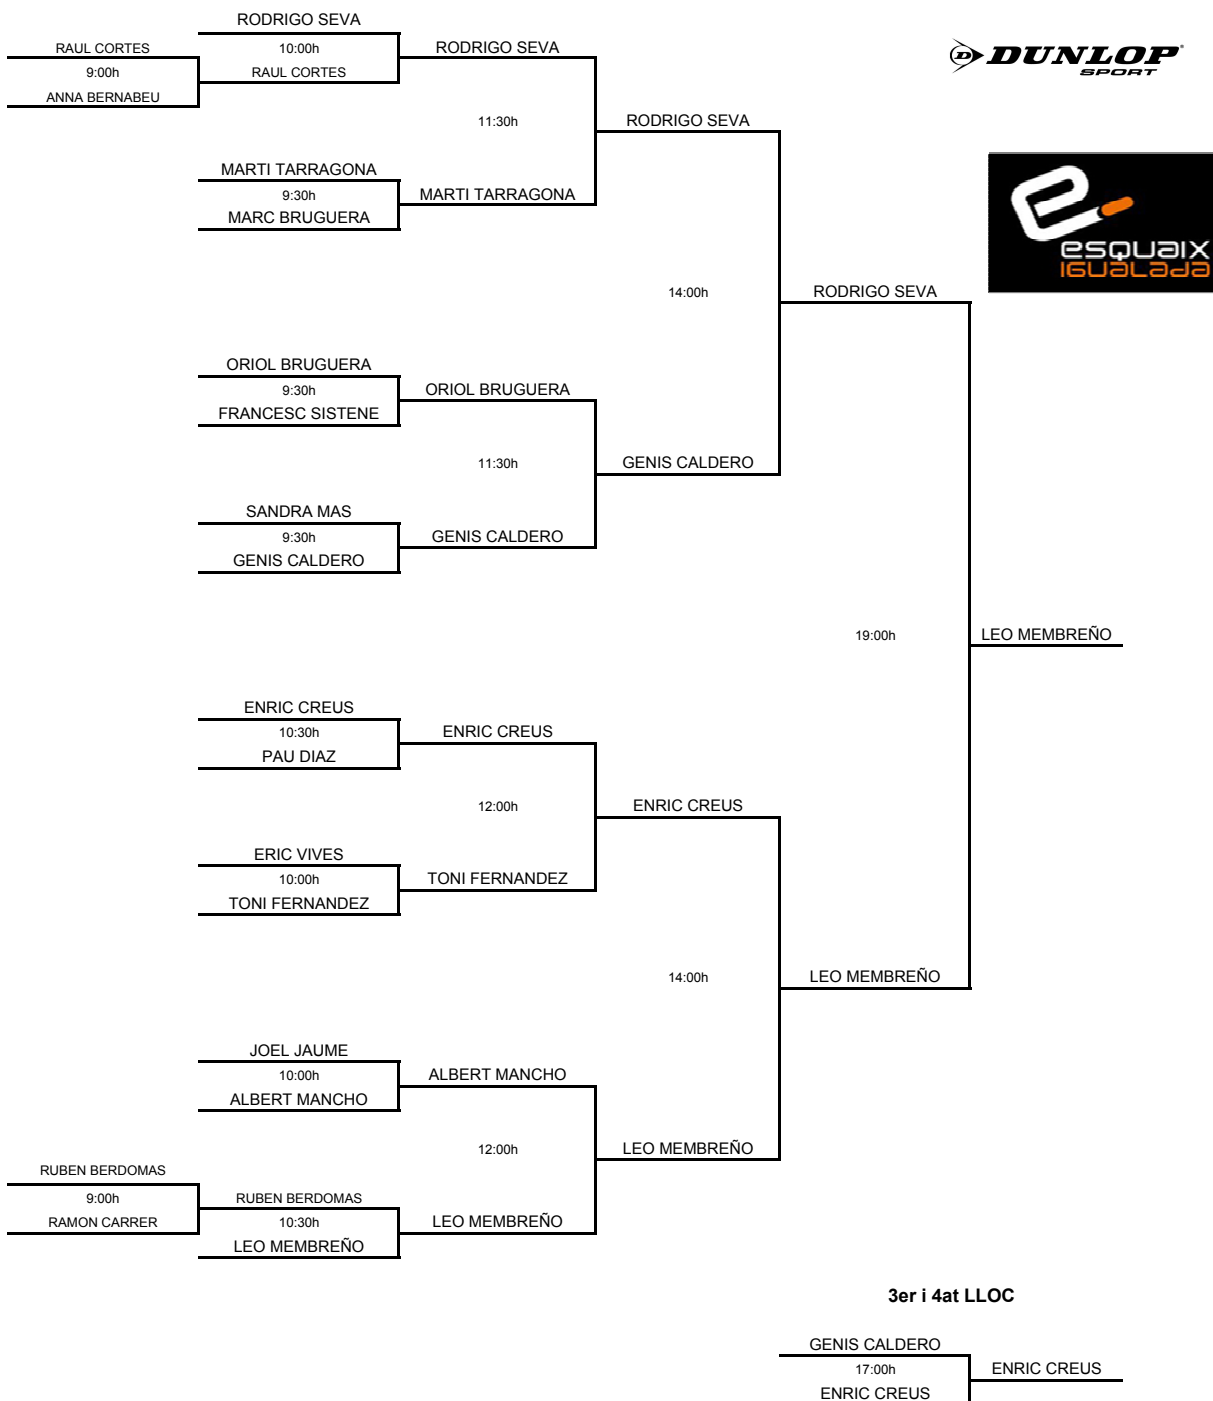 RODRIGO SEVA
RAUL CORTES
10:00h
RODRIGO SEVA
9:00h
RAUL CORTES
ANNA BERNABEU
DUNLOP
SPORT
11:30h
RODRIGO SEVA
MARTI TARRAGONA
9:30h
MARTI TARRAGONA
MARC BRUGUERA
esquaix
igualada
14:00h
RODRIGO SEVA
ORIOL BRUGUERA
9:30h
ORIOL BRUGUERA
FRANCESC SISTENE
11:30h
GENIS CALDERO
SANDRA MAS
9:30h
GENIS CALDERO
GENIS CALDERO
19:00h
LEO MEMBREÑO
ENRIC CREUS
10:30h
ENRIC CREUS
PAU DIAZ
12:00h
ENRIC CREUS
ERIC VIVES
10:00h
TONI FERNANDEZ
TONI FERNANDEZ
14:00h
LEO MEMBREÑO
JOEL JAUME
10:00h
ALBERT MANCHO
ALBERT MANCHO
12:00h
LEO MEMBREÑO
RUBEN BERDOMAS
9:00h
RUBEN BERDOMAS
RAMON CARRER
10:30h
LEO MEMBREÑO
LEO MEMBREÑO
3er i 4at LLOC
GENIS CALDERO
17:00h
ENRIC CREUS
ENRIC CREUS